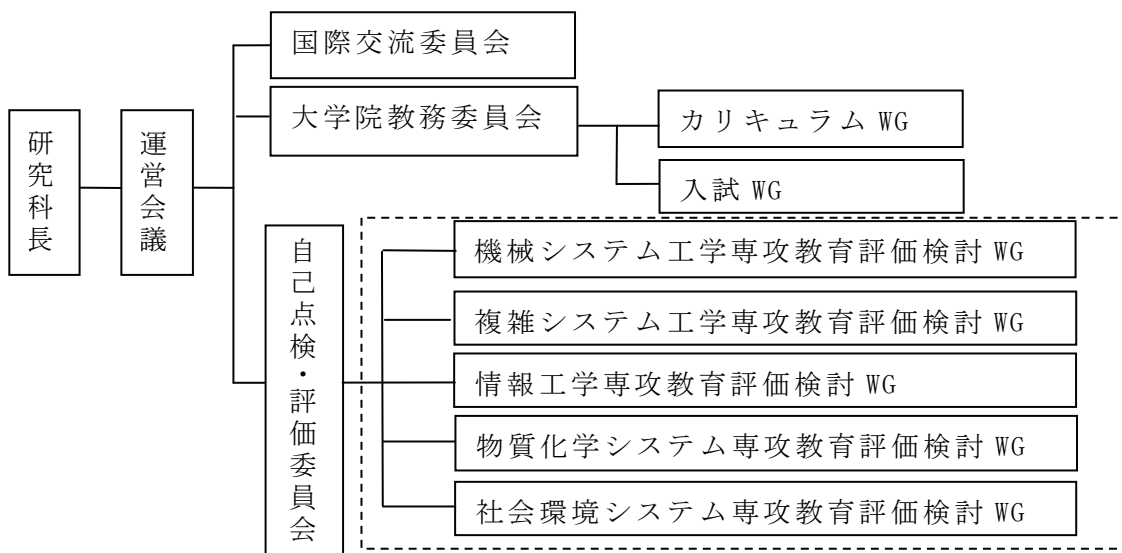 研究科長
運営会議
国際交流委員会
大学院教務委員会
カリキュラム WG
入試 WG
自己点検・評価委員会
機械システム工学専攻教育評価検討 WG
複雑システム工学専攻教育評価検討 WG
情報工学専攻教育評価検討 WG
物質化学システム専攻教育評価検討 WG
社会環境システム専攻教育評価検討 WG